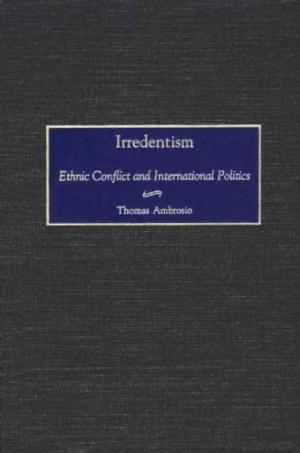 Irredentism
Ethnic Conflict and International Politics
Thomas Ambrosio